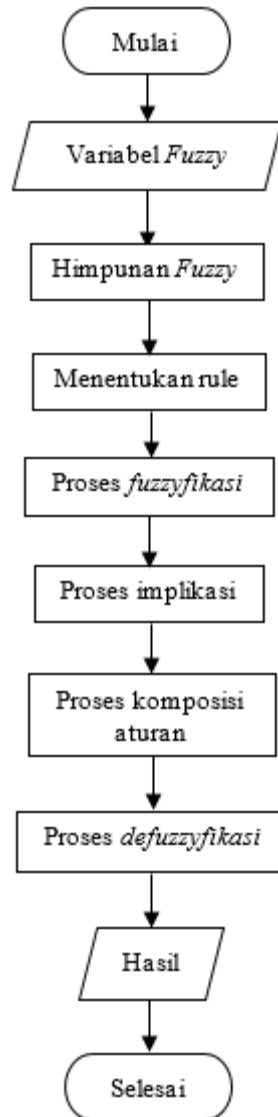 Mulai
Variabel Fuzzy
Himpunan Fuzzy
Menentukan rule
Proses fuzzyfikasi
Proses implikasi
Proses komposisi
aturan
Proses defuzzyfikasi
Hasil
Selesai